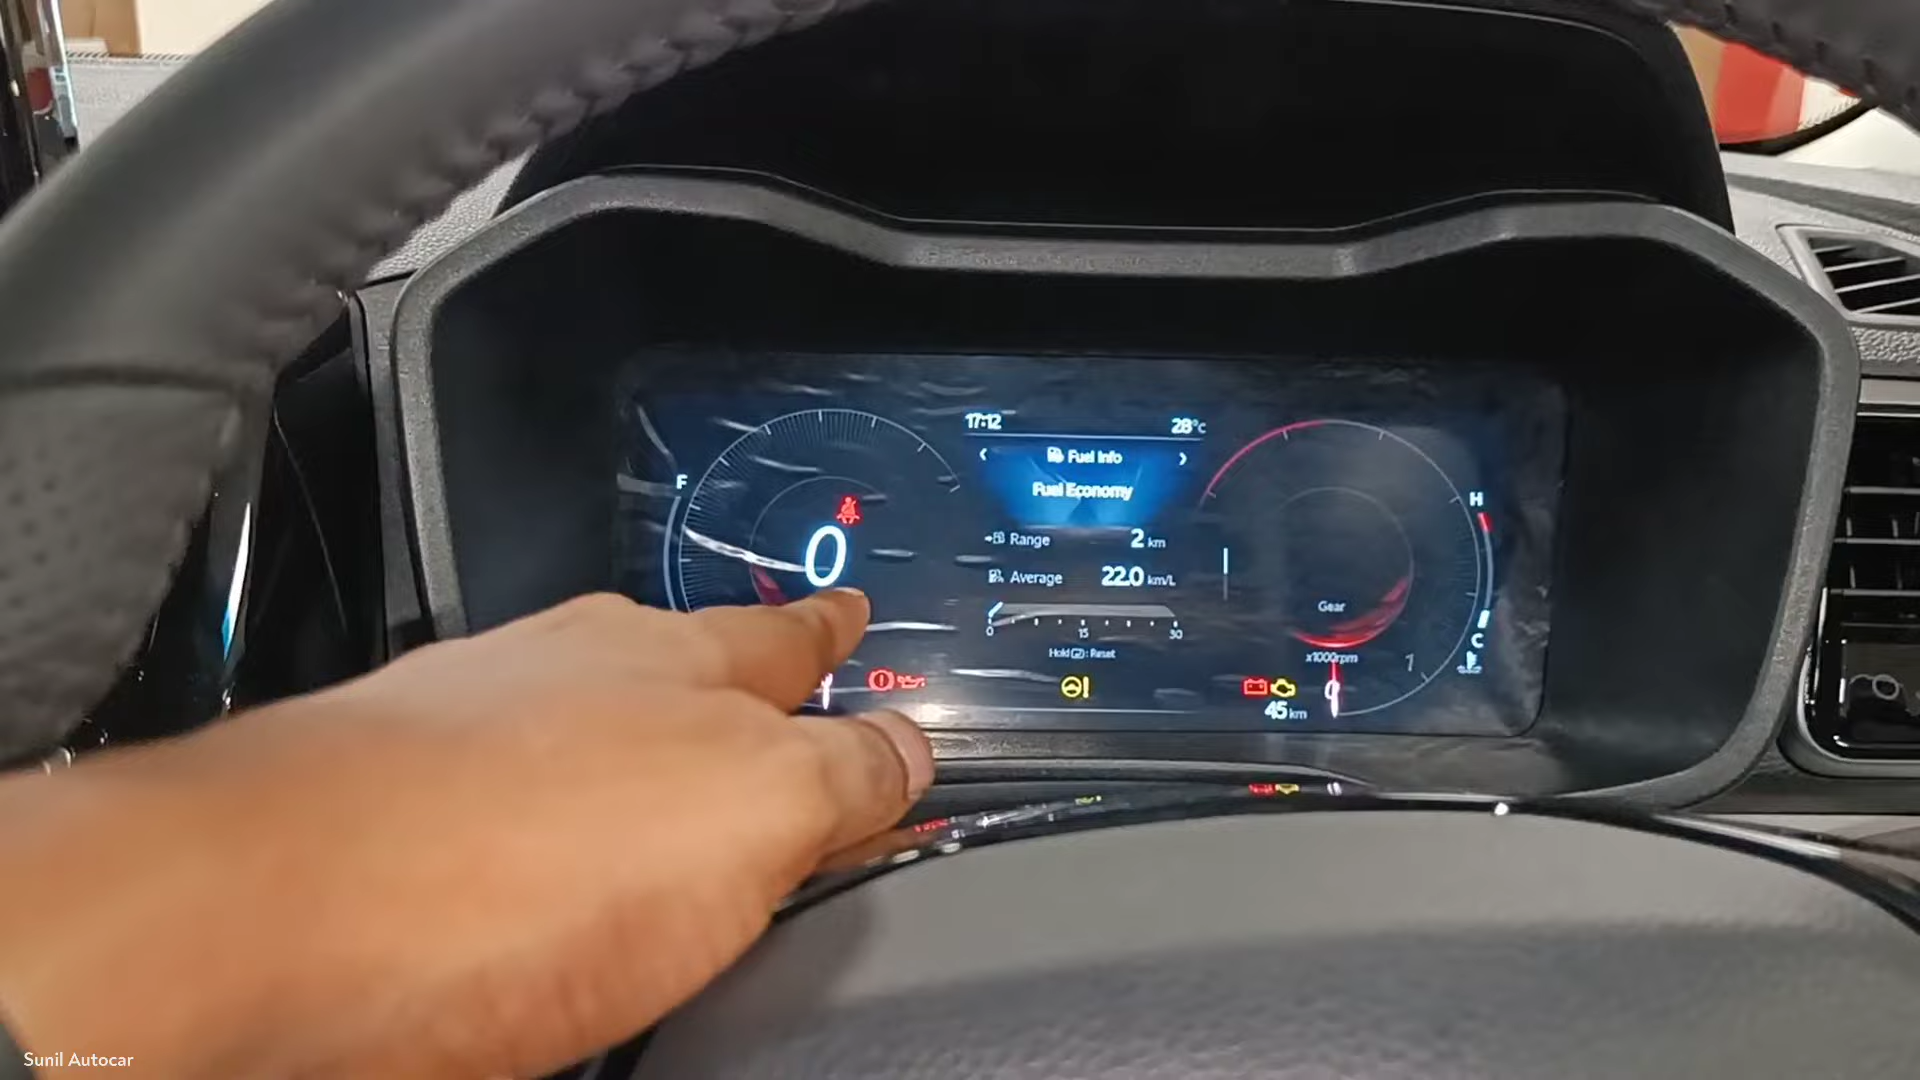 17:12 28°C
< Fuel Info >
Fuel Economy
F
H
0
Range 2 km
Average 22.0 km/L
0 15 30
Hold : Reset
Gear
C
x1000rpm
1
0
45 km
Sunil Autocar